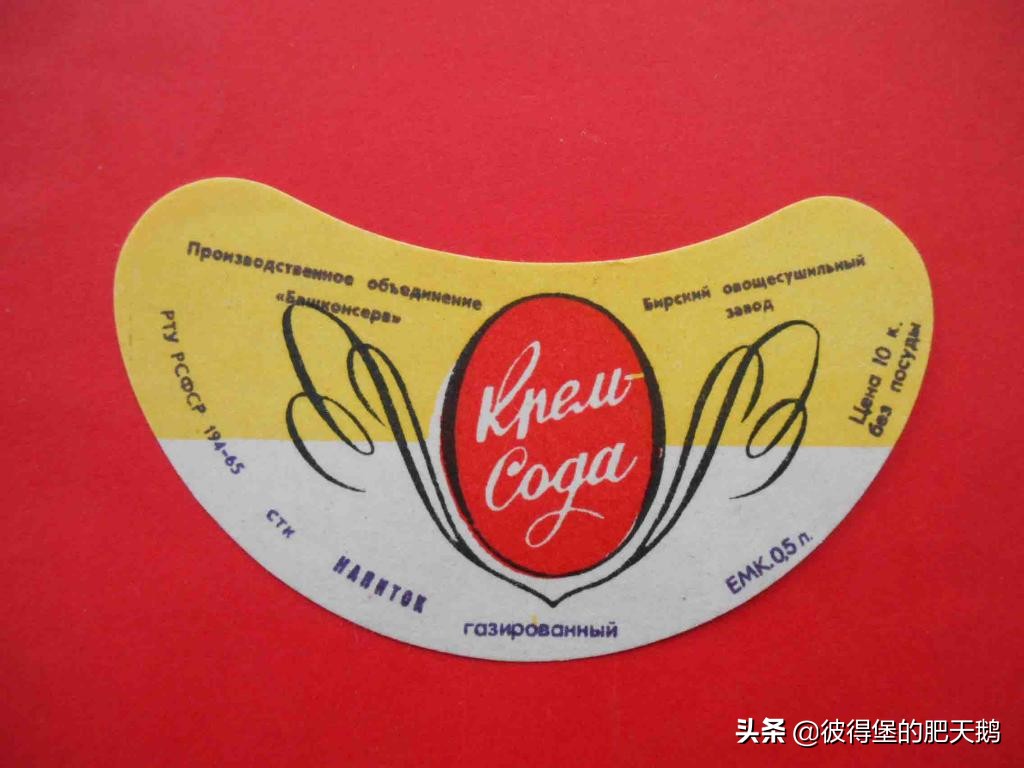 Производственное объединение
«Башконсерв»
Бирский овощесушильный
завод
РТУ РСФСР 194-65
Цена 10 к.
без посуды
Крем-
Сода
стк
НАПИТОК
газированный
ЕМК.0,5 л.
头条 @彼得堡的肥天鹅